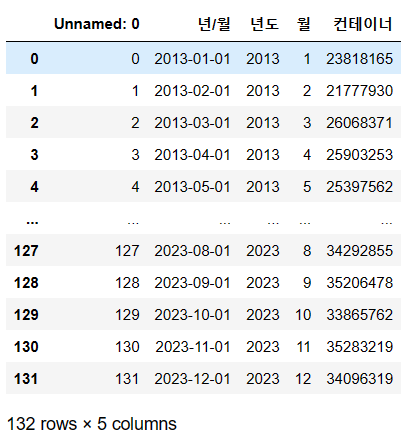 Unnamed: 0 년/월 년도 월 컨테이너
0 0 2013-01-01 2013 1 23818165
1 1 2013-02-01 2013 2 21777930
2 2 2013-03-01 2013 3 26068371
3 3 2013-04-01 2013 4 25903253
4 4 2013-05-01 2013 5 25397562
... ... ... ... ... ...
127 127 2023-08-01 2023 8 34292855
128 128 2023-09-01 2023 9 35206478
129 129 2023-10-01 2023 10 33865762
130 130 2023-11-01 2023 11 35283219
131 131 2023-12-01 2023 12 34096319
132 rows × 5 columns